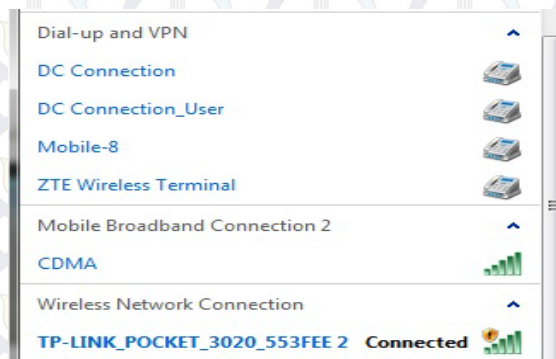 Dial-up and VPN
DC Connection
DC Connection_User
Mobile-8
ZTE Wireless Terminal
Mobile Broadband Connection 2
CDMA
Wireless Network Connection
TP-LINK_POCKET_3020_553FEE 2 Connected